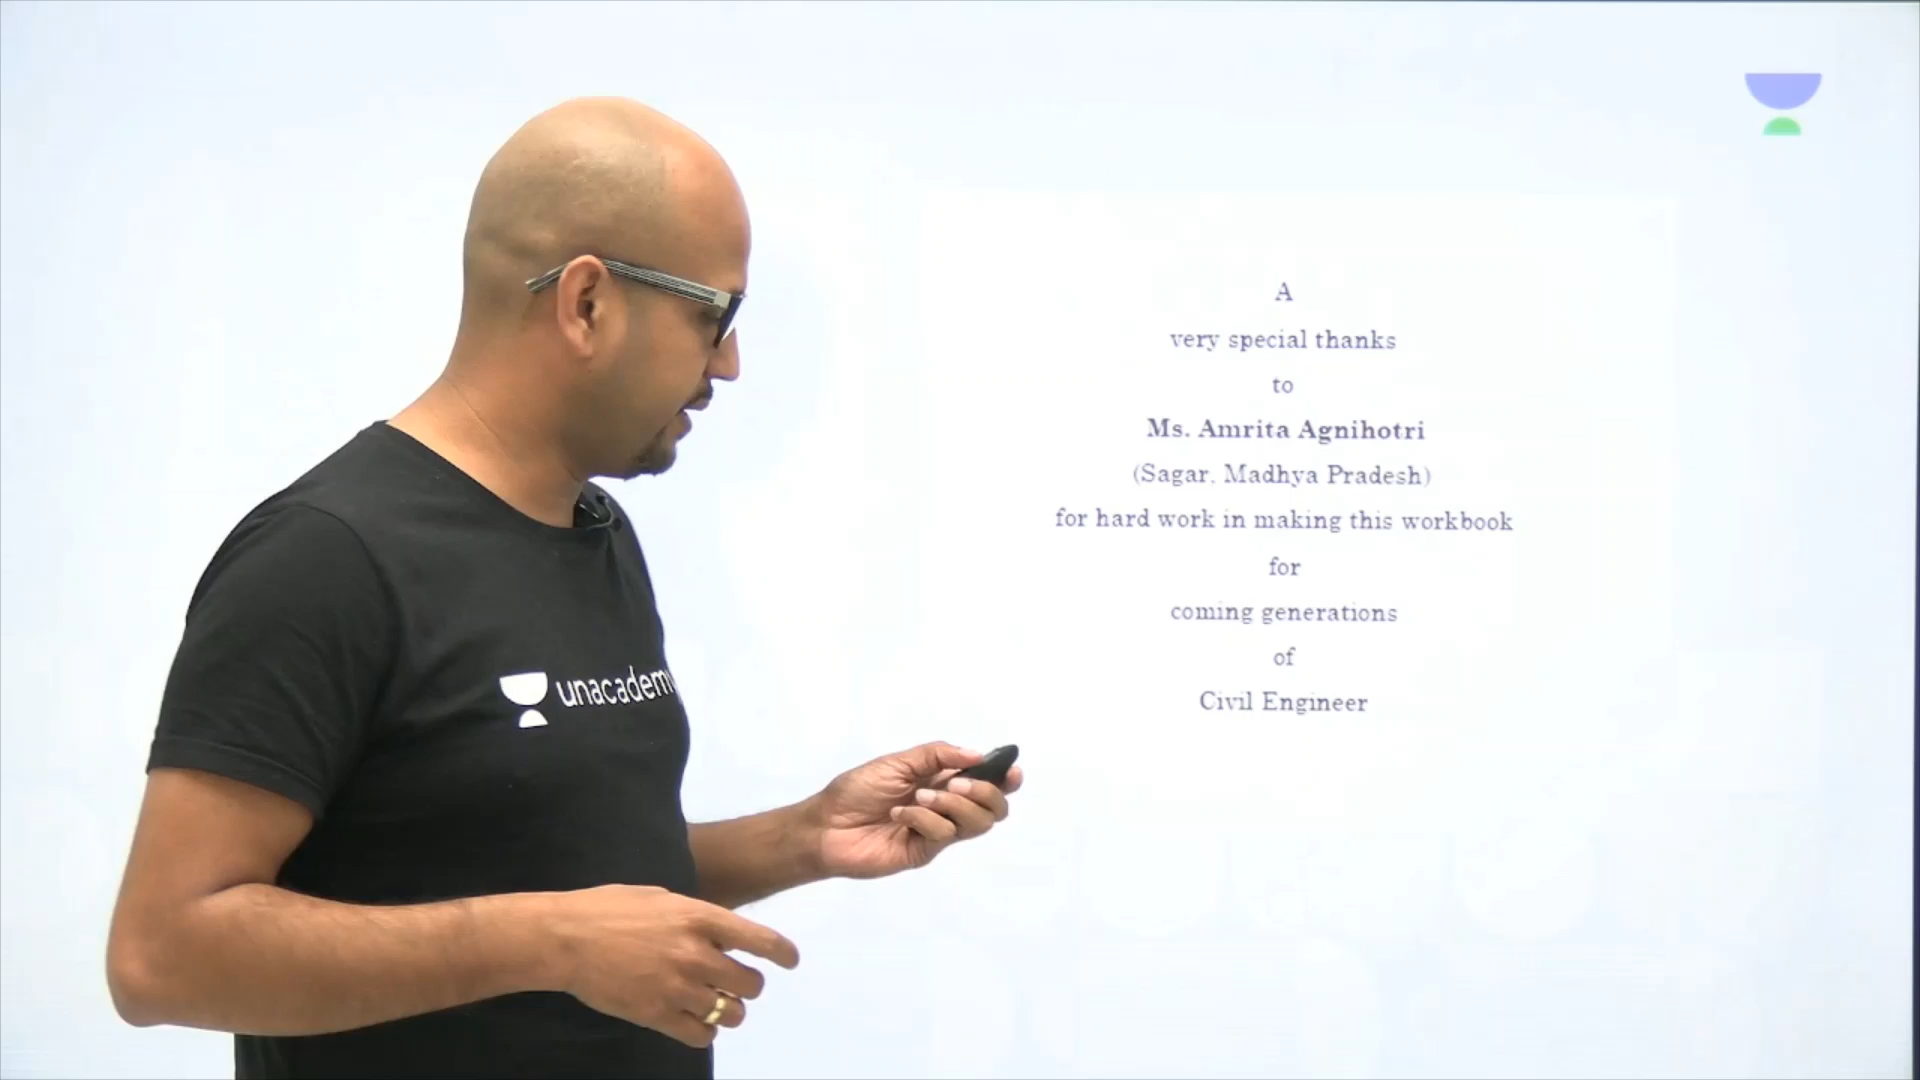 A
very special thanks
to
Ms. Amrita Agnihotri
(Sagar, Madhya Pradesh)
for hard work in making this workbook
for
coming generations
of
Civil Engineer
unacademy